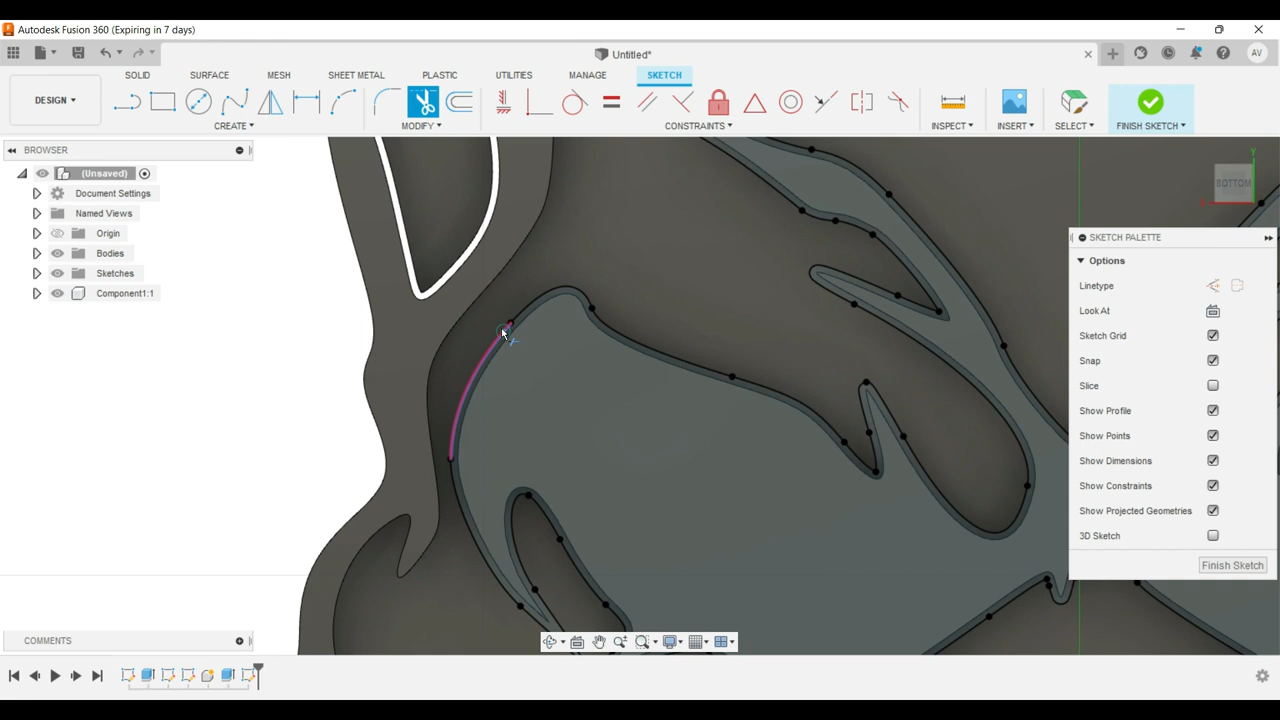 Autodesk Fusion 360 (Expiring in 7 days)
Untitled*
AV
SOLID SURFACE MESH SHEET METAL PLASTIC UTILITIES MANAGE SKETCH
DESIGN
CREATE MODIFY CONSTRAINTS INSPECT INSERT SELECT FINISH SKETCH
BROWSER
(Unsaved)
Document Settings
Named Views
Origin
Bodies
Sketches
Component1:1
Y
BOTTOM
SKETCH PALETTE
Options
Linetype
Look At
Sketch Grid
Snap
Slice
Show Profile
Show Points
Show Dimensions
Show Constraints
Show Projected Geometries
3D Sketch
Finish Sketch
COMMENTS